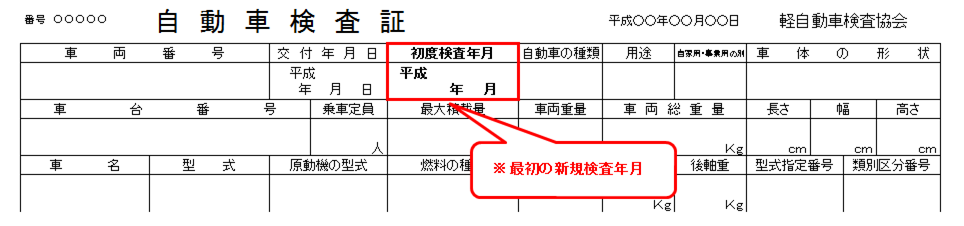 番号 ○○○○○ 自動車検査証 平成○○年○○月○○日 軽自動車検査協会
車両番号 交付年月日 初度検査年月 自動車の種類 用途 自家用・事業用の別 車体の形状
平成 平成
年 月 日 年 月
車台番号 乗車定員 最大積載量 車両重量 車両総重量 長さ 幅 高さ
人 Kg cm cm cm
車名 型式 原動機の型式 燃料の種 後軸重 型式指定番号 類別区分番号
※最初の新規検査年月
Kg Kg